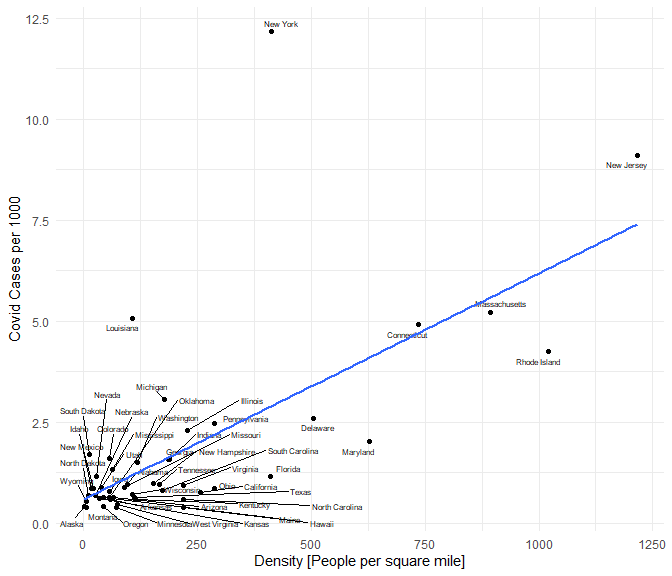 12.5
New York
10.0
New Jersey
7.5
Massachusetts
5.0
Louisiana
Connecticut
Rhode Island
Michigan
Nevada
Oklahoma
Illinois
South Dakota
Nebraska
Washington
Pennsylvania
2.5
Delaware
Idaho
Colorado
Mississippi
Indiana
Missouri
New Mexico
Utah
Georgia
New Hampshire
South Carolina
Maryland
North Dakota
Alabama
Tennessee
Virginia
Florida
Wyoming
Iowa
Wisconsin
Ohio
California
Texas
Arkansas
Arizona
Kentucky
North Carolina
0.0
Alaska
Montana
Oregon
Minnesota
West Virginia
Kansas
Maine
Hawaii
0
250
500
750
1000
1250
Density [People per square mile]
Covid Cases per 1000